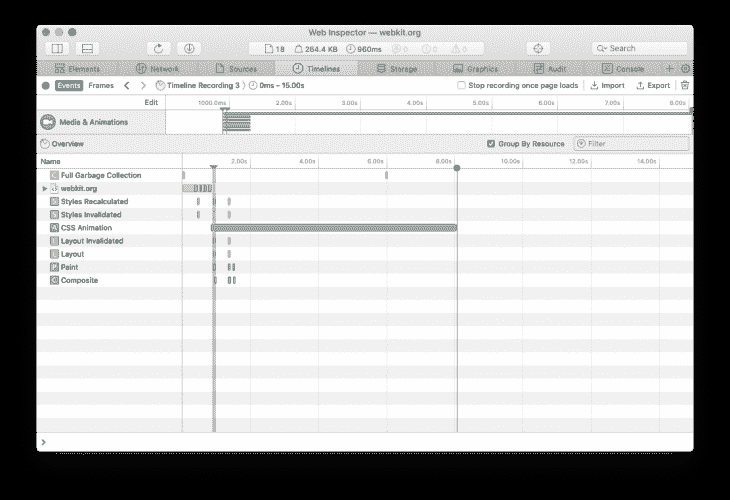 Web Inspector — webkit.org
18 264.4 KB 960ms 0 0 0 Search
Elements Network Sources Timelines Storage Graphics Audit Console
Events Frames Timeline Recording 3 0ms – 15.00s Stop recording once page loads Import Export
Edit 1000.0ms 2.00s 3.00s 4.00s 5.00s 6.00s 7.00s 8.00s
Media & Animations
Overview Group By Resource Filter
Name 2.00s 4.00s 6.00s 8.00s 10.00s 12.00s 14.00s
Full Garbage Collection
webkit.org
Styles Recalculated
Styles Invalidated
CSS Animation
Layout Invalidated
Layout
Paint
Composite